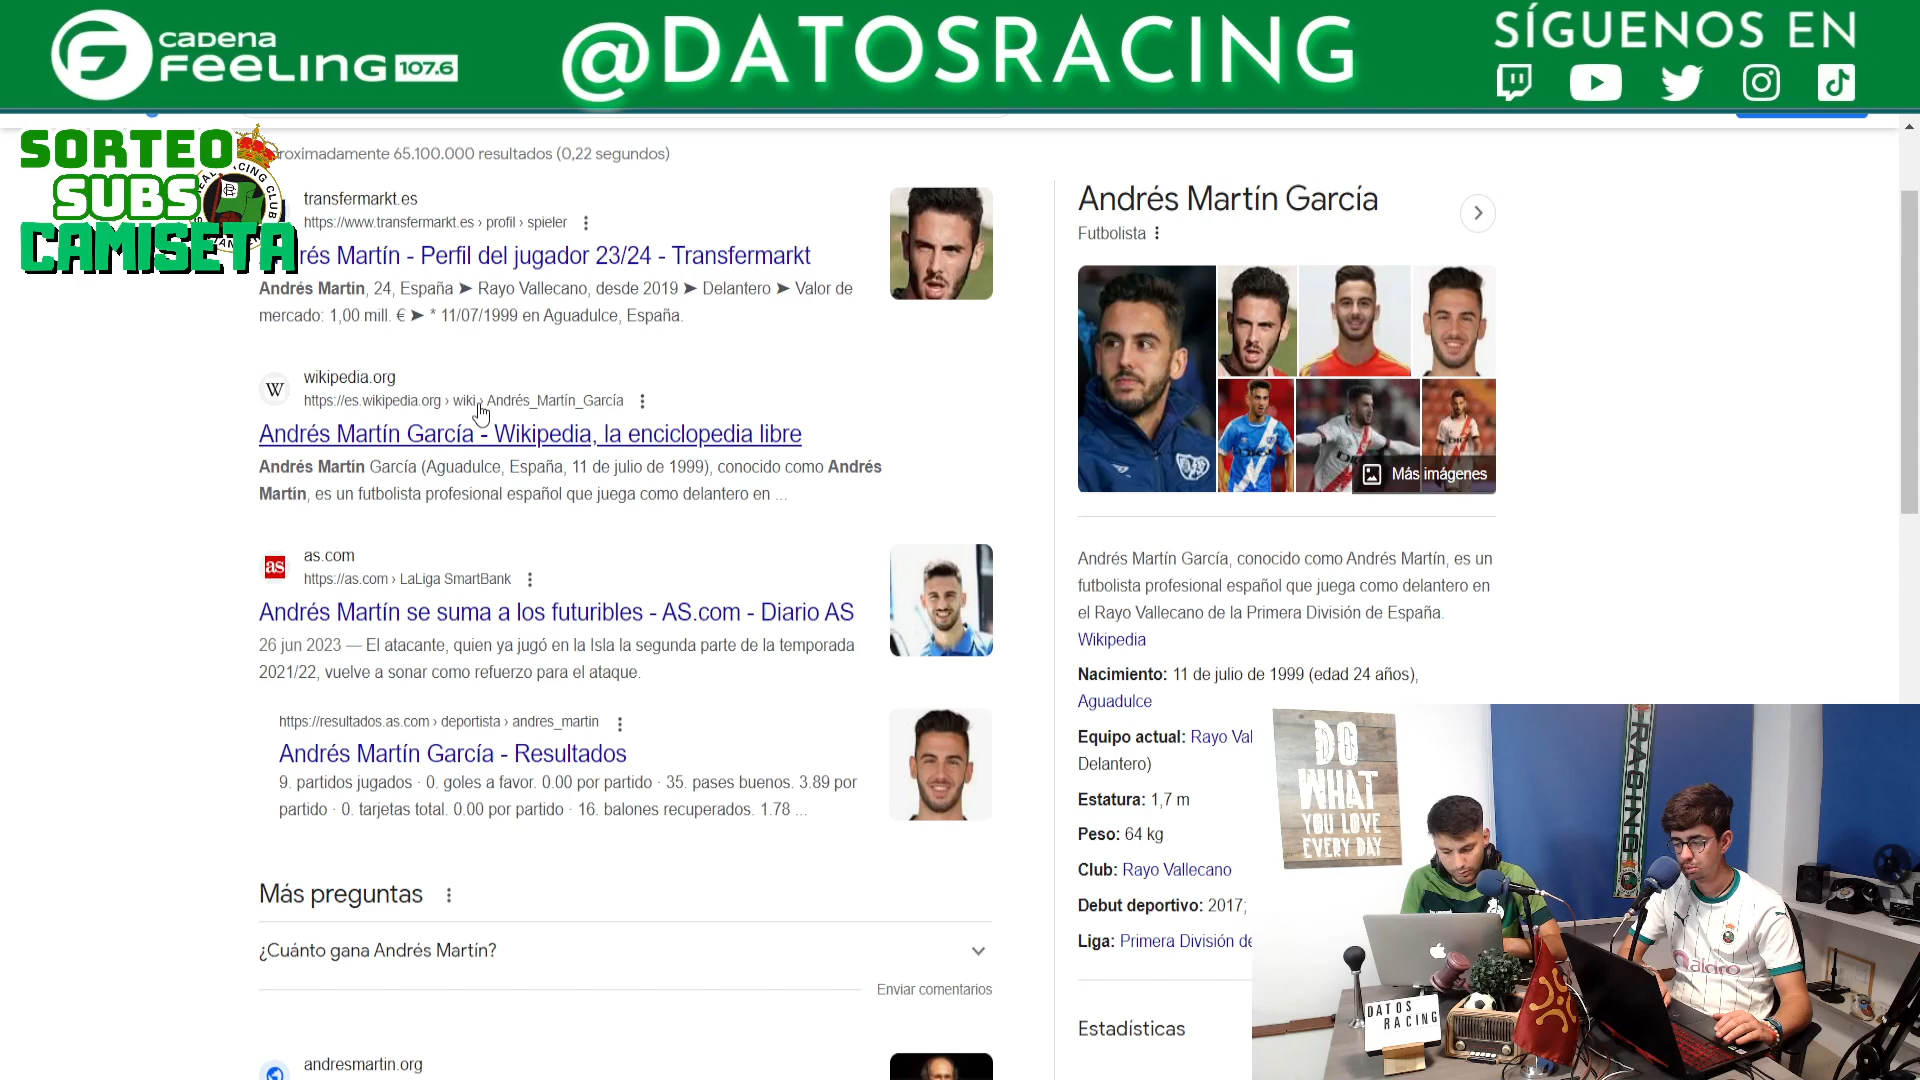 CADENA
FEELING 107.6
@DATOSRACING
SÍGUENOS EN
SORTEO
SUBS
CAMISETA
roximadamente 65.100.000 resultados (0,22 segundos)
transfermarkt.es
https://www.transfermarkt.es › profil › spieler
rés Martín - Perfil del jugador 23/24 - Transfermarkt
Andrés Martín, 24, España ➤ Rayo Vallecano, desde 2019 ➤ Delantero ➤ Valor de
mercado: 1,00 mill. € ➤ * 11/07/1999 en Aguadulce, España.
W
wikipedia.org
https://es.wikipedia.org › wiki › Andrés_Martín_García
Andrés Martín García - Wikipedia, la enciclopedia libre
Andrés Martín García (Aguadulce, España, 11 de julio de 1999), conocido como Andrés
Martín, es un futbolista profesional español que juega como delantero en ...
as
as.com
https://as.com › LaLiga SmartBank
Andrés Martín se suma a los futuribles - AS.com - Diario AS
26 jun 2023 — El atacante, quien ya jugó en la Isla la segunda parte de la temporada
2021/22, vuelve a sonar como refuerzo para el ataque.
https://resultados.as.com › deportista › andres_martin
Andrés Martín García - Resultados
9. partidos jugados · 0. goles a favor. 0.00 por partido · 35. pases buenos. 3.89 por
partido · 0. tarjetas total. 0.00 por partido · 16. balones recuperados. 1.78 ...
Más preguntas
¿Cuánto gana Andrés Martín?
Enviar comentarios
andresmartin.org
Andrés Martín García
Futbolista
Más imágenes
Andrés Martín García, conocido como Andrés Martín, es un
futbolista profesional español que juega como delantero en
el Rayo Vallecano de la Primera División de España.
Wikipedia
Nacimiento: 11 de julio de 1999 (edad 24 años),
Aguadulce
Equipo actual: Rayo Val
Delantero)
Estatura: 1,7 m
Peso: 64 kg
Club: Rayo Vallecano
Debut deportivo: 2017;
Liga: Primera División de
Estadísticas
DO
WHAT
YOU LOVE
EVERY DAY
RACING
aldro
DATOS
RACING